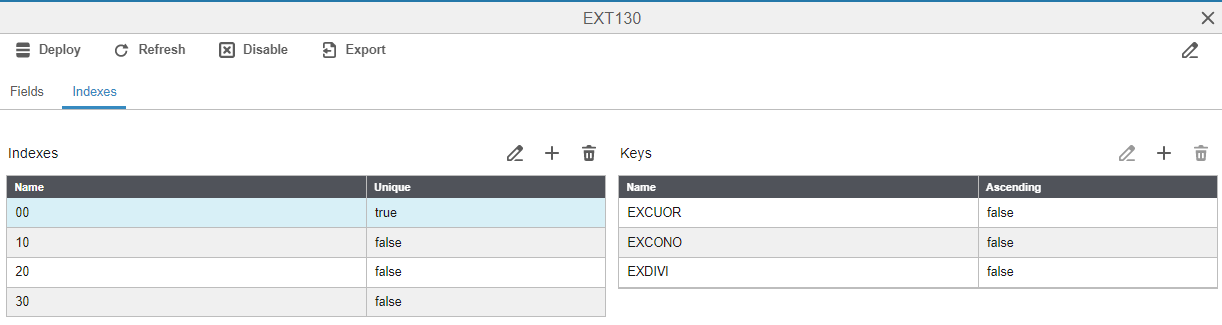 EXT130
Deploy Refresh Disable Export
Fields Indexes
Indexes
Name Unique
00 true
10 false
20 false
30 false
Keys
Name Ascending
EXCUOR false
EXCONO false
EXDIVI false